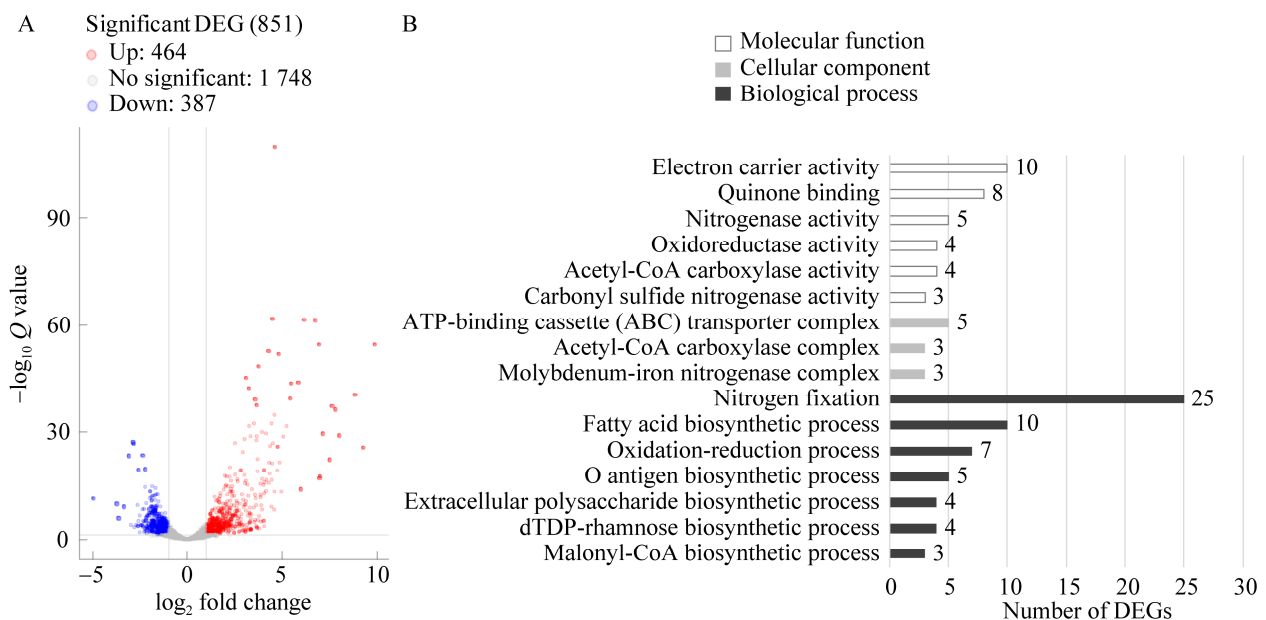 A
Significant DEG (851)
Up: 464
No significant: 1 748
Down: 387
90
60
30
0
−log₁₀ Q value
−5
0
5
10
log₂ fold change
B
Molecular function
Cellular component
Biological process
Electron carrier activity 10
Quinone binding 8
Nitrogenase activity 5
Oxidoreductase activity 4
Acetyl-CoA carboxylase activity 4
Carbonyl sulfide nitrogenase activity 3
ATP-binding cassette (ABC) transporter complex 5
Acetyl-CoA carboxylase complex 3
Molybdenum-iron nitrogenase complex 3
Nitrogen fixation 25
Fatty acid biosynthetic process 10
Oxidation-reduction process 7
O antigen biosynthetic process 5
Extracellular polysaccharide biosynthetic process 4
dTDP-rhamnose biosynthetic process 4
Malonyl-CoA biosynthetic process 3
0 5 10 15 20 25 30
Number of DEGs